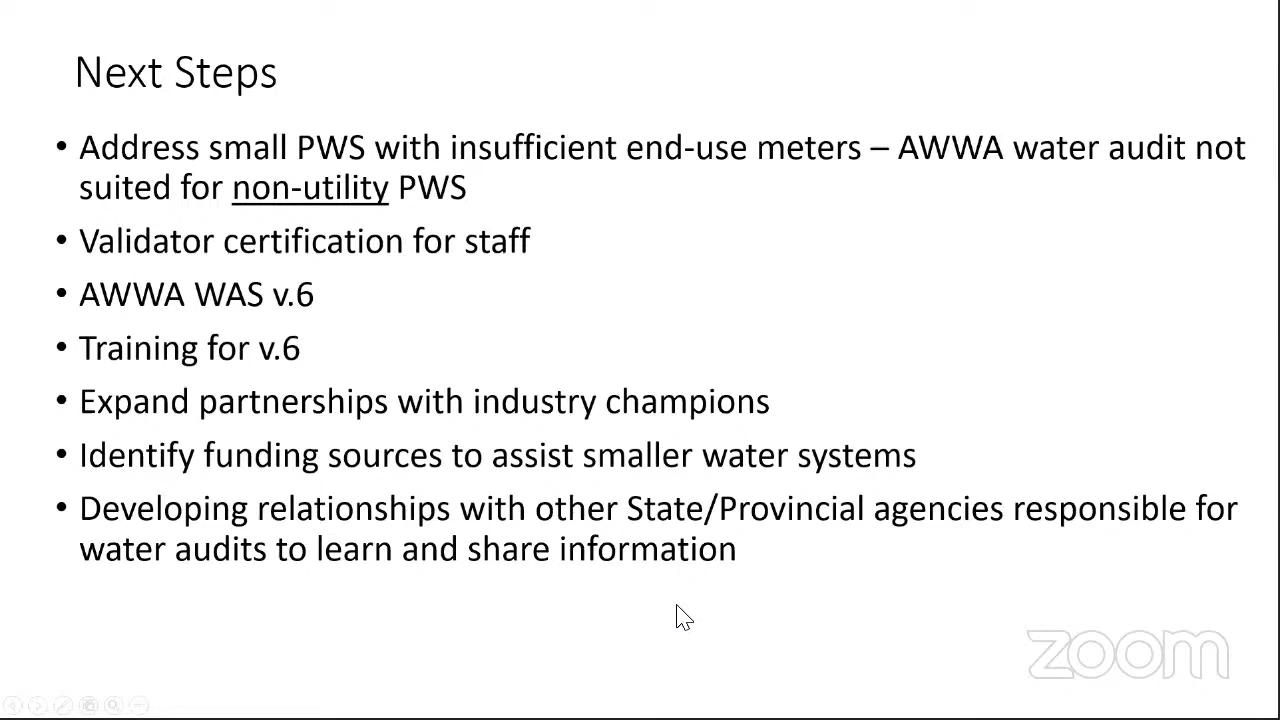 Next Steps
• Address small PWS with insufficient end-use meters – AWWA water audit not
suited for non-utility PWS
• Validator certification for staff
• AWWA WAS v.6
• Training for v.6
• Expand partnerships with industry champions
• Identify funding sources to assist smaller water systems
• Developing relationships with other State/Provincial agencies responsible for
water audits to learn and share information
zoom